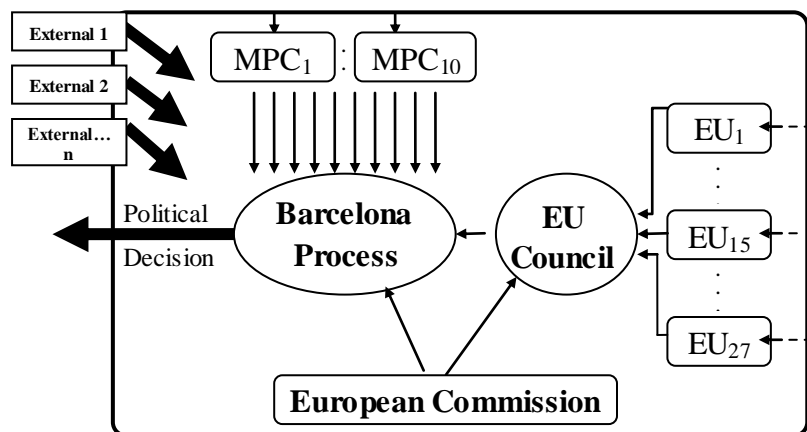 External 1
External 2
External…
n
MPC₁ : MPC₁₀
EU₁
EU₁₅
EU₂₇
Political
Decision
Barcelona
Process
EU
Council
European Commission